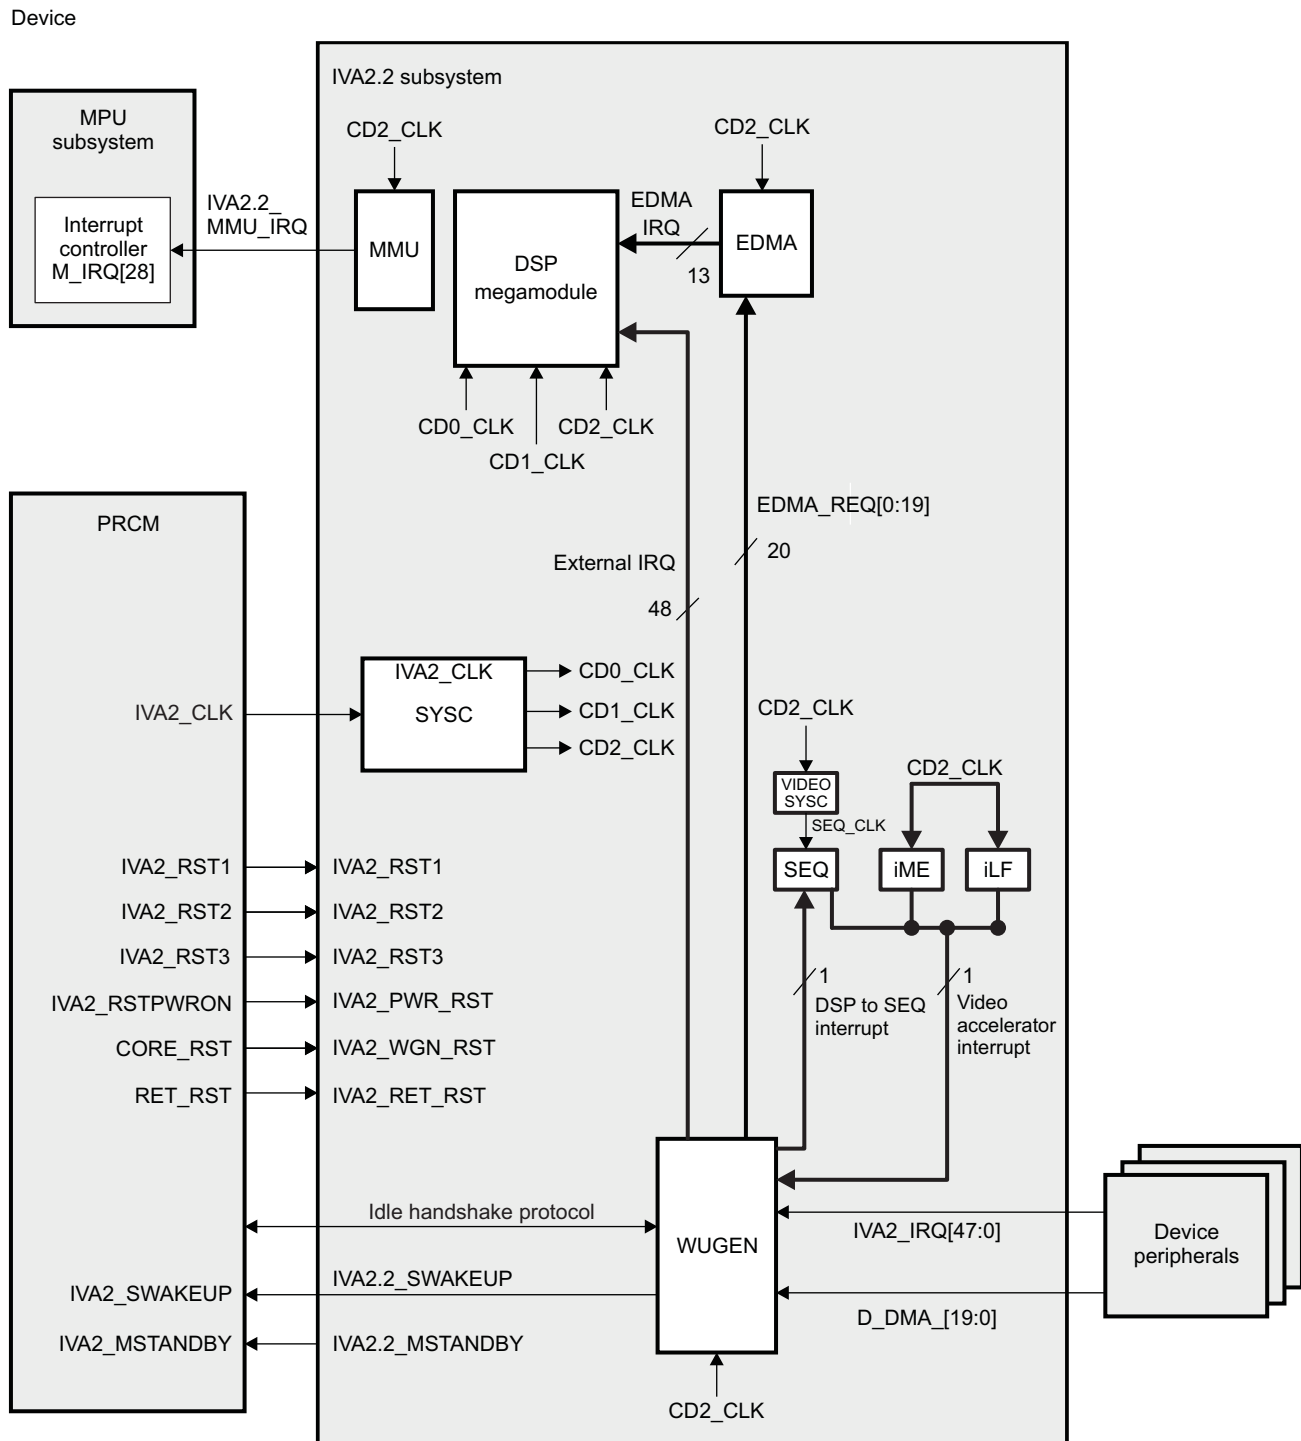 Device
IVA2.2 subsystem
MPU
subsystem
Interrupt
controller
M_IRQ[28]
IVA2.2_
MMU_IRQ
CD2_CLK
MMU
DSP
megamodule
EDMA
IRQ
13
CD2_CLK
EDMA
CD0_CLK
CD2_CLK
CD1_CLK
EDMA_REQ[0:19]
20
External IRQ
48
PRCM
IVA2_CLK
IVA2_CLK
SYSC
CD0_CLK
CD1_CLK
CD2_CLK
CD2_CLK
VIDEO
SYSC
SEQ_CLK
SEQ
CD2_CLK
iME
iLF
1
DSP to SEQ
interrupt
1
Video
accelerator
interrupt
IVA2_RST1
IVA2_RST1
IVA2_RST2
IVA2_RST2
IVA2_RST3
IVA2_RST3
IVA2_RSTPWRON
IVA2_PWR_RST
CORE_RST
IVA2_WGN_RST
RET_RST
IVA2_RET_RST
Idle handshake protocol
WUGEN
IVA2_IRQ[47:0]
Device
peripherals
D_DMA_[19:0]
IVA2_SWAKEUP
IVA2.2_SWAKEUP
IVA2_MSTANDBY
IVA2.2_MSTANDBY
CD2_CLK